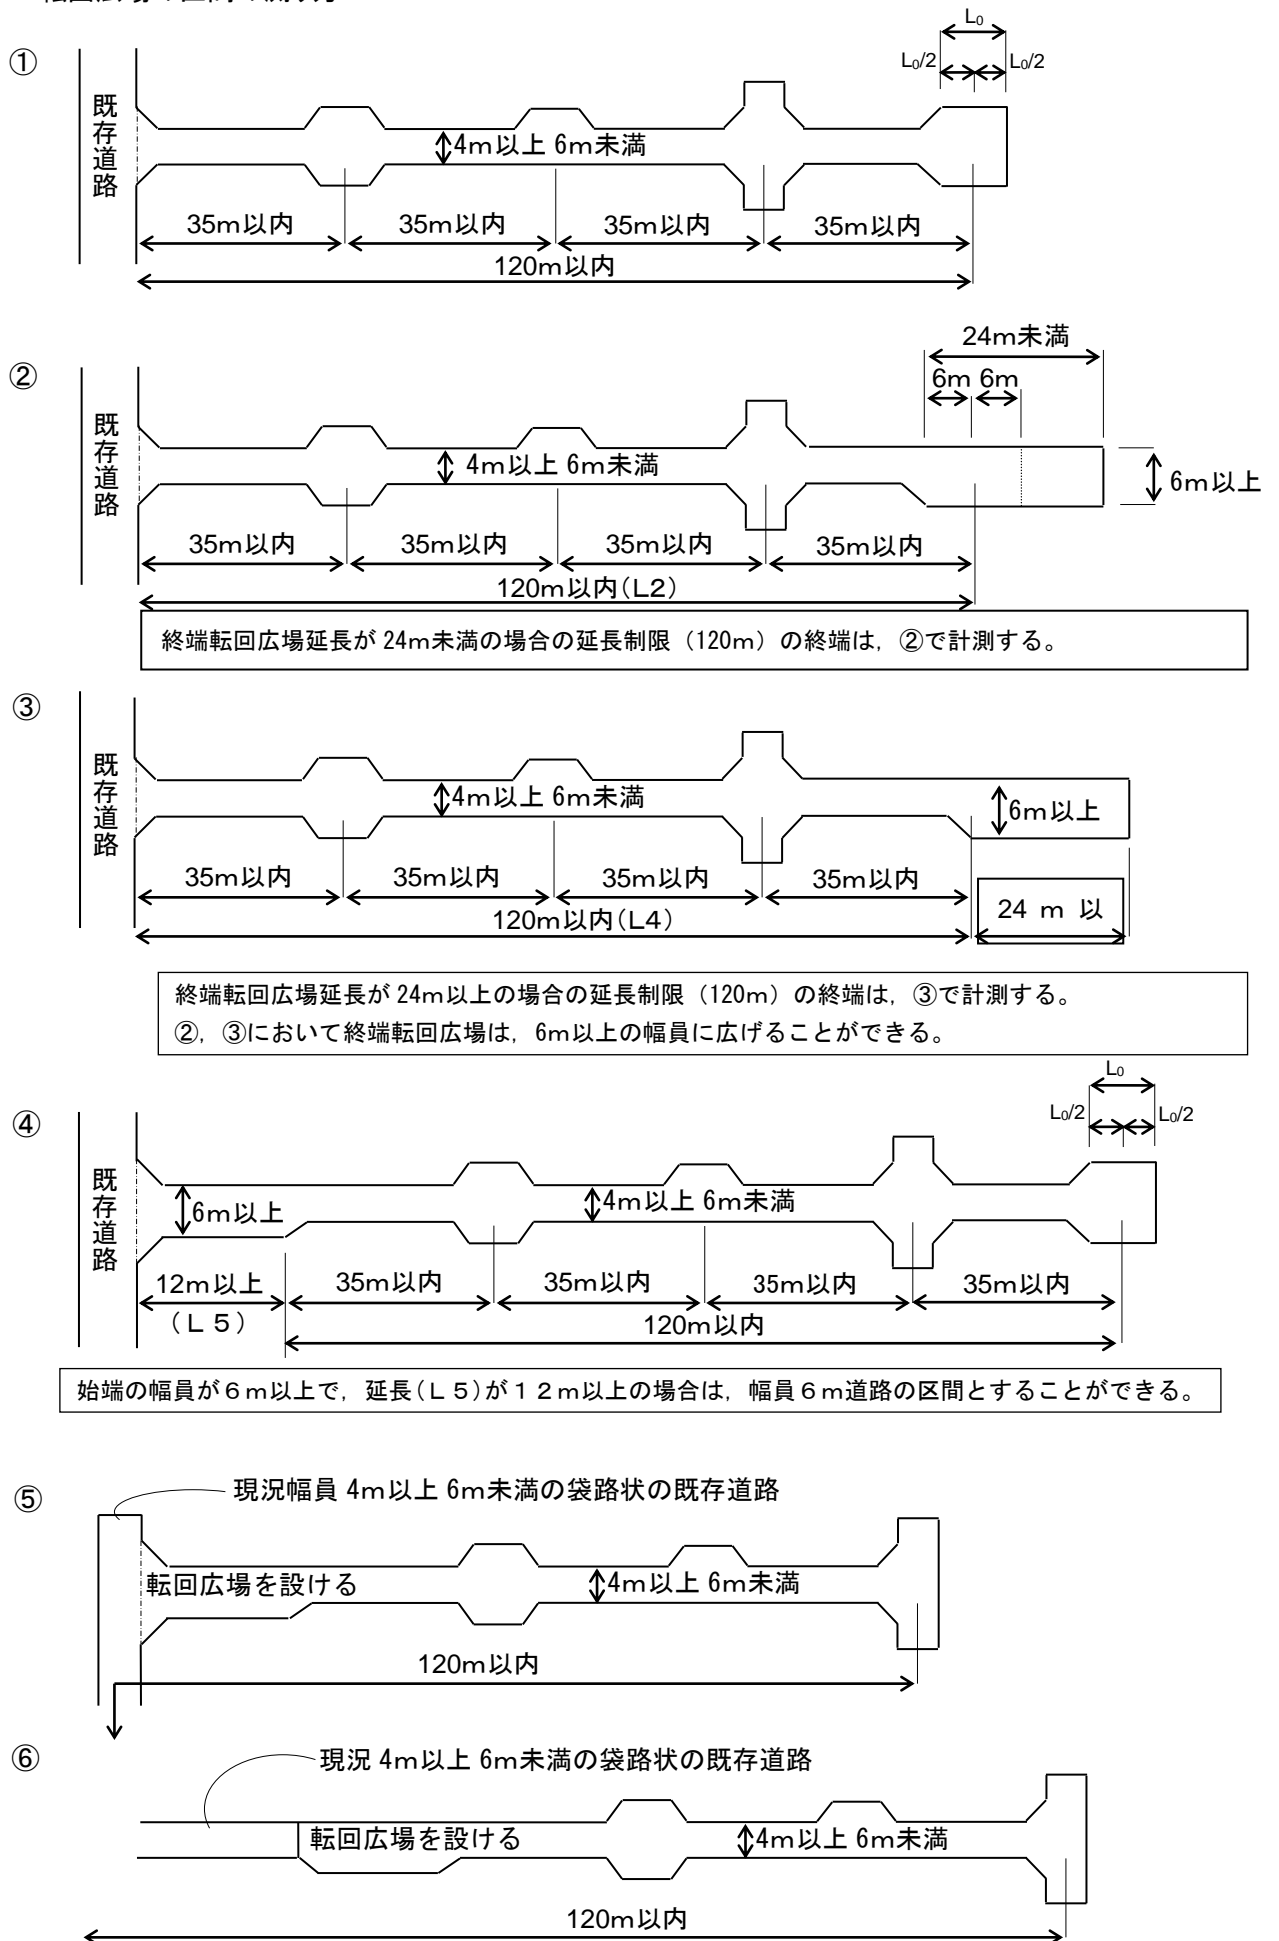 ①
L₀
L₀/2
L₀/2
既存道路
4m以上 6m未満
35m以内
35m以内
35m以内
35m以内
120m以内
②
24m未満
6m 6m
既存道路
4m以上 6m未満
6m以上
35m以内
35m以内
35m以内
35m以内
120m以内(L2)
終端転回広場延長が 24m未満の場合の延長制限（120m）の終端は，②で計測する。
③
既存道路
4m以上 6m未満
6m以上
35m以内
35m以内
35m以内
35m以内
24 m 以
120m以内(L4)
終端転回広場延長が 24m以上の場合の延長制限（120m）の終端は，③で計測する。
②，③において終端転回広場は，6m以上の幅員に広げることができる。
④
L₀
L₀/2
L₀/2
既存道路
6m以上
4m以上 6m未満
12m以上
(Ｌ５)
35m以内
35m以内
35m以内
35m以内
120m以内
始端の幅員が６ｍ以上で，延長(Ｌ５)が１２ｍ以上の場合は，幅員６ｍ道路の区間とすることができる。
⑤
現況幅員 4m以上 6m未満の袋路状の既存道路
転回広場を設ける
4m以上 6m未満
120m以内
⑥
現況 4m以上 6m未満の袋路状の既存道路
転回広場を設ける
4m以上 6m未満
120m以内